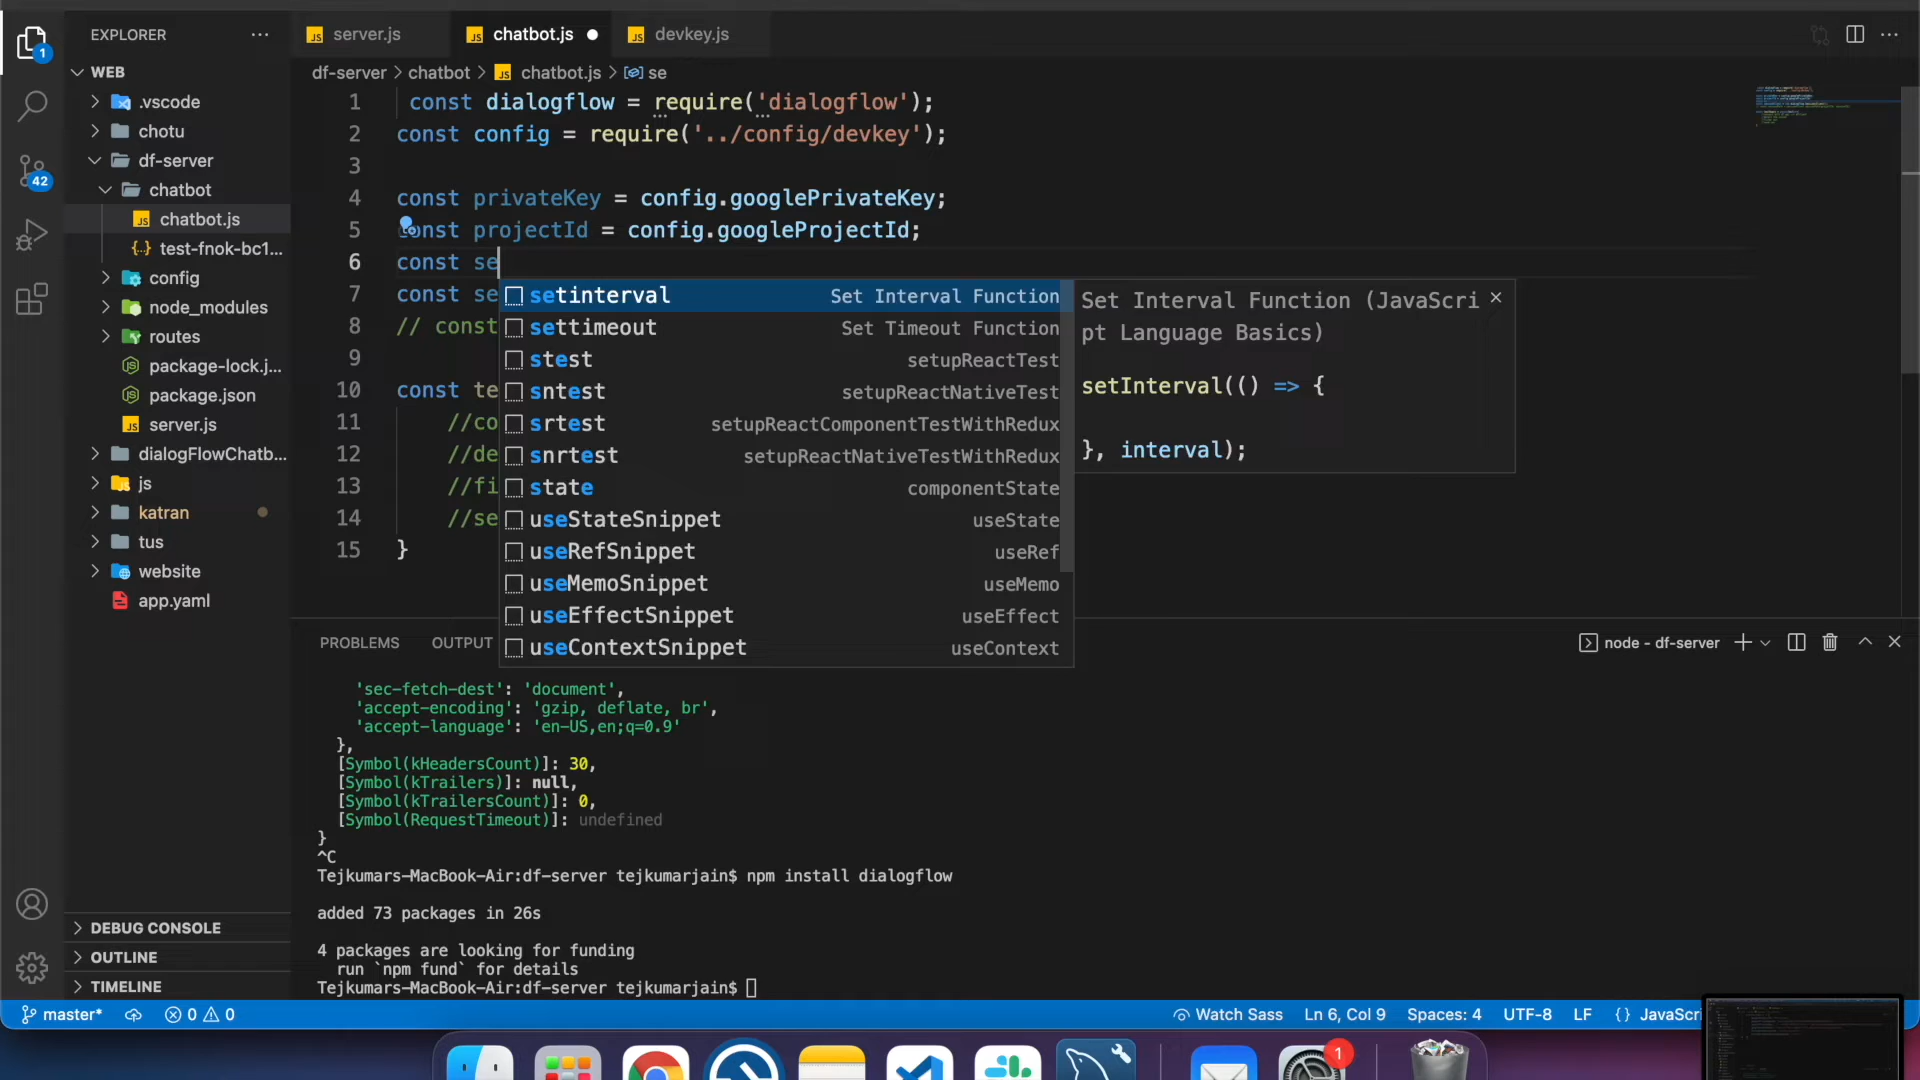 EXPLORER
server.js
chatbot.js
devkey.js
WEB
.vscode
chotu
df-server
chatbot
chatbot.js
test-fnok-bc1...
config
node_modules
routes
package-lock.j...
package.json
server.js
dialogFlowChatb...
js
katran
tus
website
app.yaml
DEBUG CONSOLE
OUTLINE
TIMELINE
1
42
df-server > chatbot > JS chatbot.js > se
1 const dialogflow = require('dialogflow');
2 const config = require('../config/devkey');
3
4 const privateKey = config.googlePrivateKey;
5 const projectId = config.googleProjectId;
6 const se
7 const se
8 // const
9
10 const te
11 //co
12 //de
13 //fi
14 //se
15 }
setinterval Set Interval Function
settimeout Set Timeout Function
stest setupReactTest
sntest setupReactNativeTest
srtest setupReactComponentTestWithRedux
snrtest setupReactNativeTestWithRedux
state componentState
useStateSnippet useState
useRefSnippet useRef
useMemoSnippet useMemo
useEffectSnippet useEffect
useContextSnippet useContext
Set Interval Function (JavaScri
pt Language Basics)
setInterval(() => {
}, interval);
PROBLEMS OUTPUT
node - df-server
'sec-fetch-dest': 'document',
'accept-encoding': 'gzip, deflate, br',
'accept-language': 'en-US,en;q=0.9'
},
[Symbol(kHeadersCount)]: 30,
[Symbol(kTrailers)]: null,
[Symbol(kTrailersCount)]: 0,
[Symbol(RequestTimeout)]: undefined
}
^C
Tejkumars-MacBook-Air:df-server tejkumarjain$ npm install dialogflow
added 73 packages in 26s
4 packages are looking for funding
run `npm fund` for details
Tejkumars-MacBook-Air:df-server tejkumarjain$
master* 0 0
Watch Sass Ln 6, Col 9 Spaces: 4 UTF-8 LF {} JavaScri
1